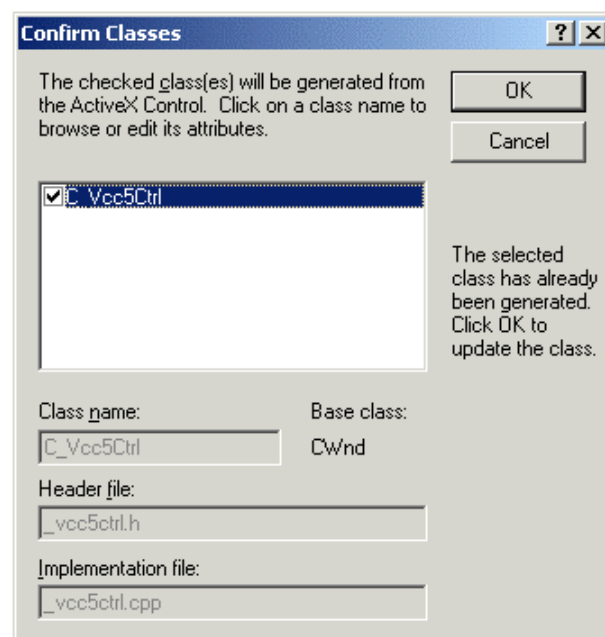 Confirm Classes
The checked class(es) will be generated from
the ActiveX Control. Click on a class name to
browse or edit its attributes.
OK
Cancel
C_Vcc5Ctrl
The selected
class has already
been generated.
Click OK to
update the class.
Class name:
Base class:
C_Vcc5Ctrl
CWnd
Header file:
_vcc5ctrl.h
Implementation file:
_vcc5ctrl.cpp